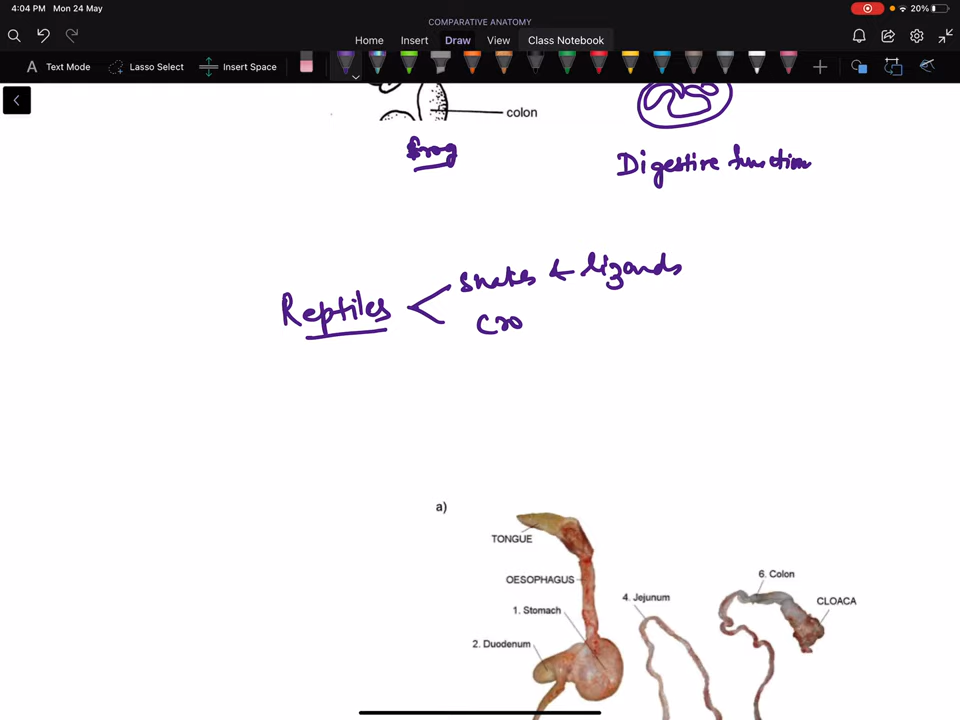 4:04 PM Mon 24 May
20%
COMPARATIVE ANATOMY
Home Insert Draw View Class Notebook
Text Mode Lasso Select Insert Space
colon
frog
Digestive function
Reptiles < snakes & lizards
Cro
a)
TONGUE
OESOPHAGUS
6. Colon
4. Jejunum
CLOACA
1. Stomach
2. Duodenum